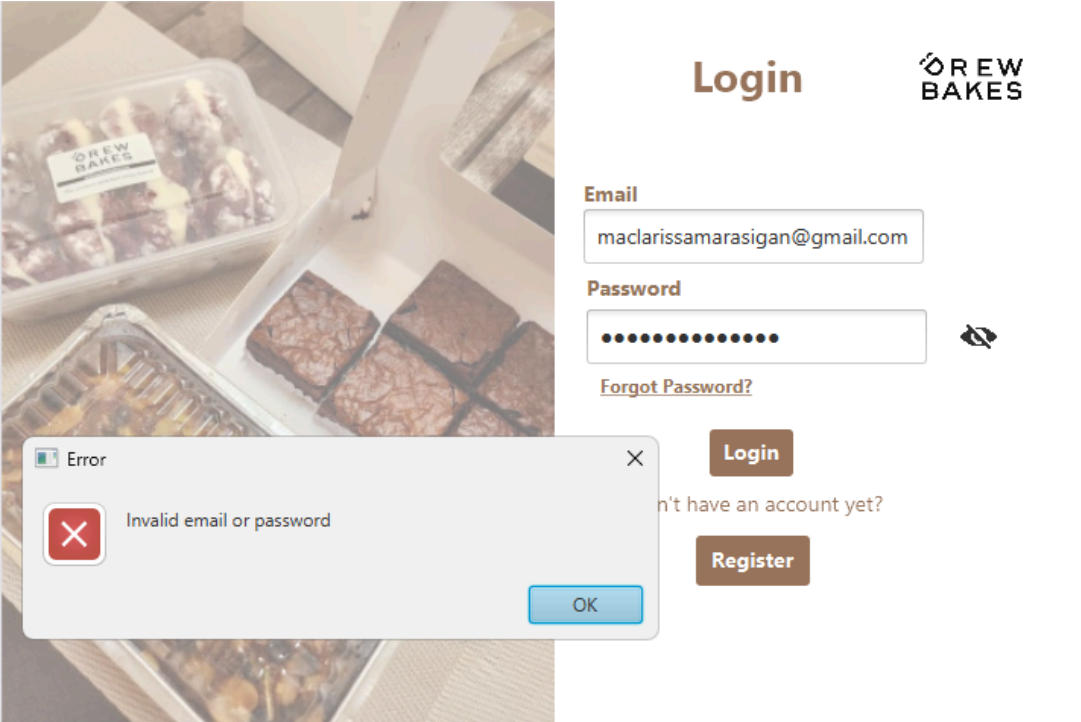 Login
DREW
BAKES
DREW
BAKES
Email
maclarissamarasigan@gmail.com
Password
••••••••••••••
Forgot Password?
Error
Invalid email or password
OK
Login
n't have an account yet?
Register